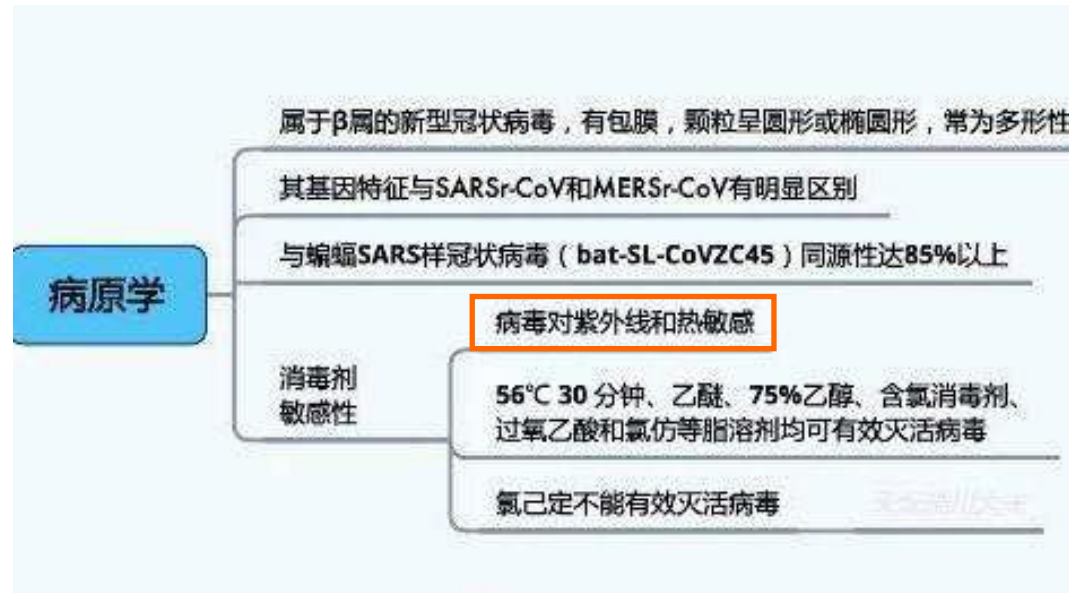 属于β属的新型冠状病毒，有包膜，颗粒呈圆形或椭圆形，常为多形性
其基因特征与SARSr-CoV和MERSr-CoV有明显区别
与蝙蝠SARS样冠状病毒（bat-SL-CoVZC45）同源性达85%以上
病原学
病毒对紫外线和热敏感
消毒剂
敏感性
56℃ 30 分钟、乙醚、75%乙醇、含氯消毒剂、
过氧乙酸和氯仿等脂溶剂均可有效灭活病毒
氯己定不能有效灭活病毒